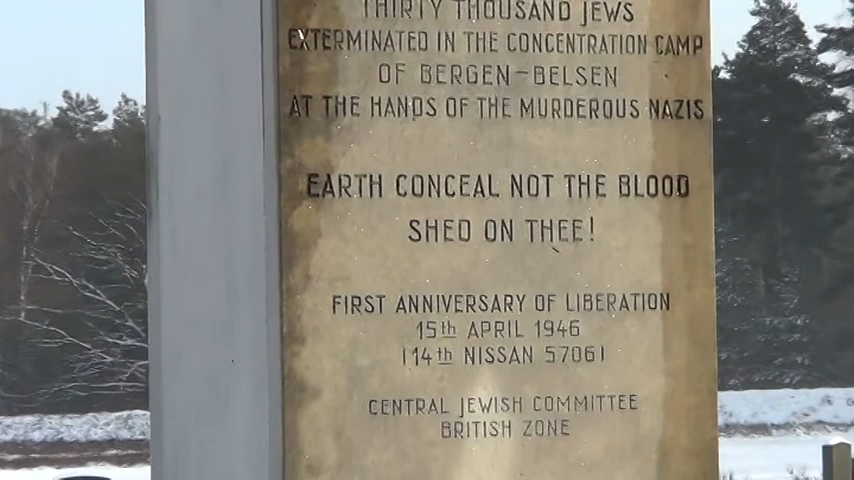 THIRTY THOUSAND JEWS
EXTERMINATED IN THE CONCENTRATION CAMP
OF BERGEN-BELSEN
AT THE HANDS OF THE MURDEROUS NAZIS
EARTH CONCEAL NOT THE BLOOD
SHED ON THEE!
FIRST ANNIVERSARY OF LIBERATION
15th APRIL 1946
(14th NISSAN 5706)
CENTRAL JEWISH COMMITTEE
BRITISH ZONE